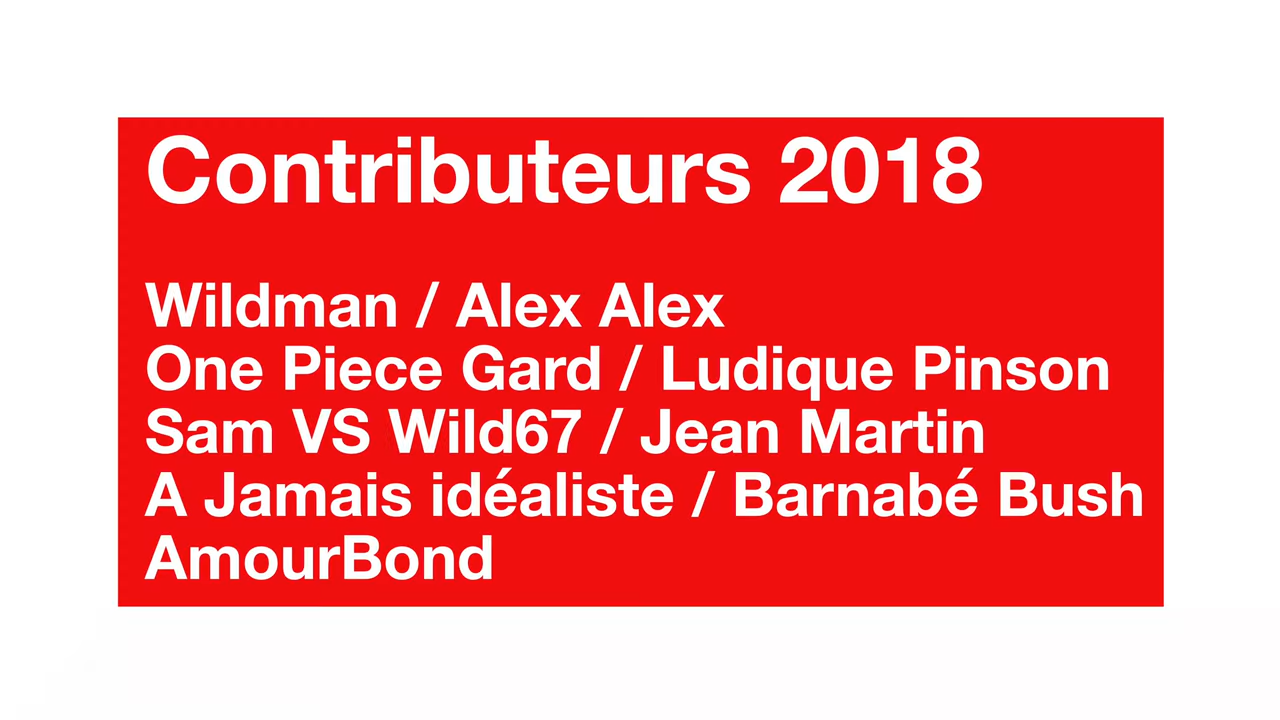 Contributeurs 2018
Wildman / Alex Alex
One Piece Gard / Ludique Pinson
Sam VS Wild67 / Jean Martin
A Jamais idéaliste / Barnabé Bush
AmourBond